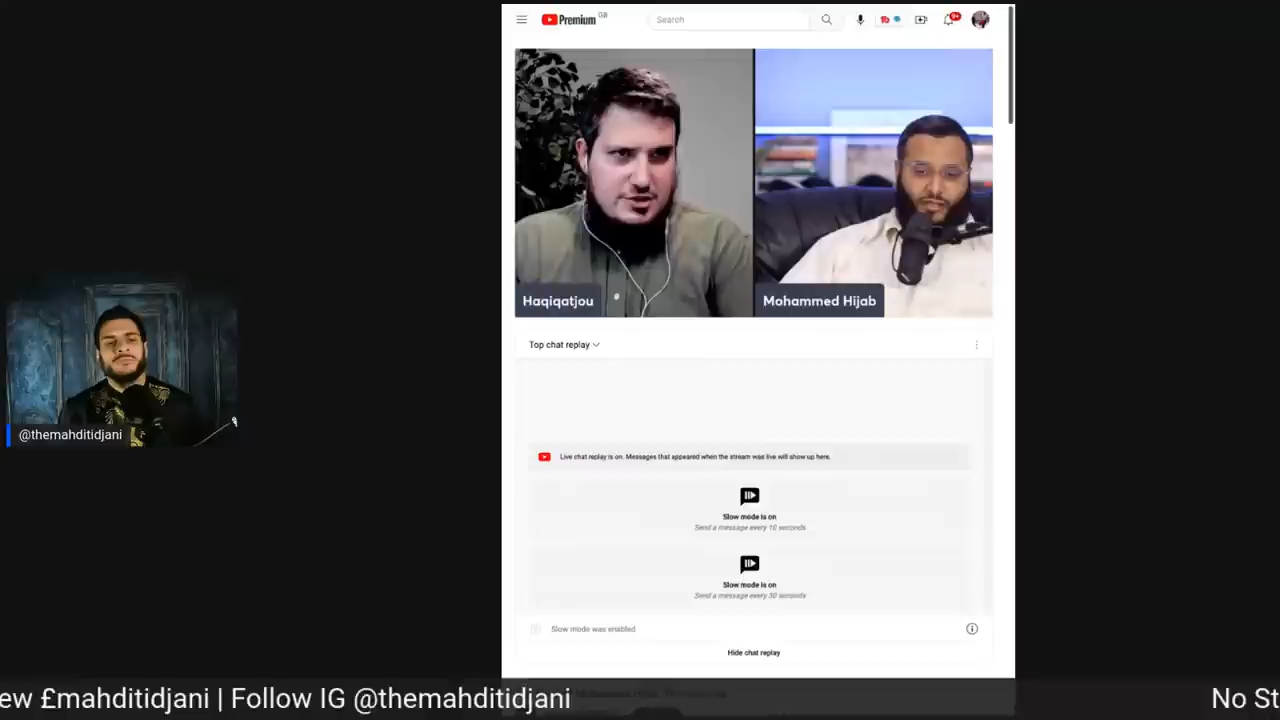 Premium GB
Search
9+
Haqiqatjou
Mohammed Hijab
Top chat replay
Live chat replay is on. Messages that appeared when the stream was live will show up here.
Slow mode is on
Send a message every 10 seconds
Slow mode is on
Send a message every 30 seconds
Slow mode was enabled
Hide chat replay
@themahditidjani
ew £mahditidjani | Follow IG @themahditidjani
No St